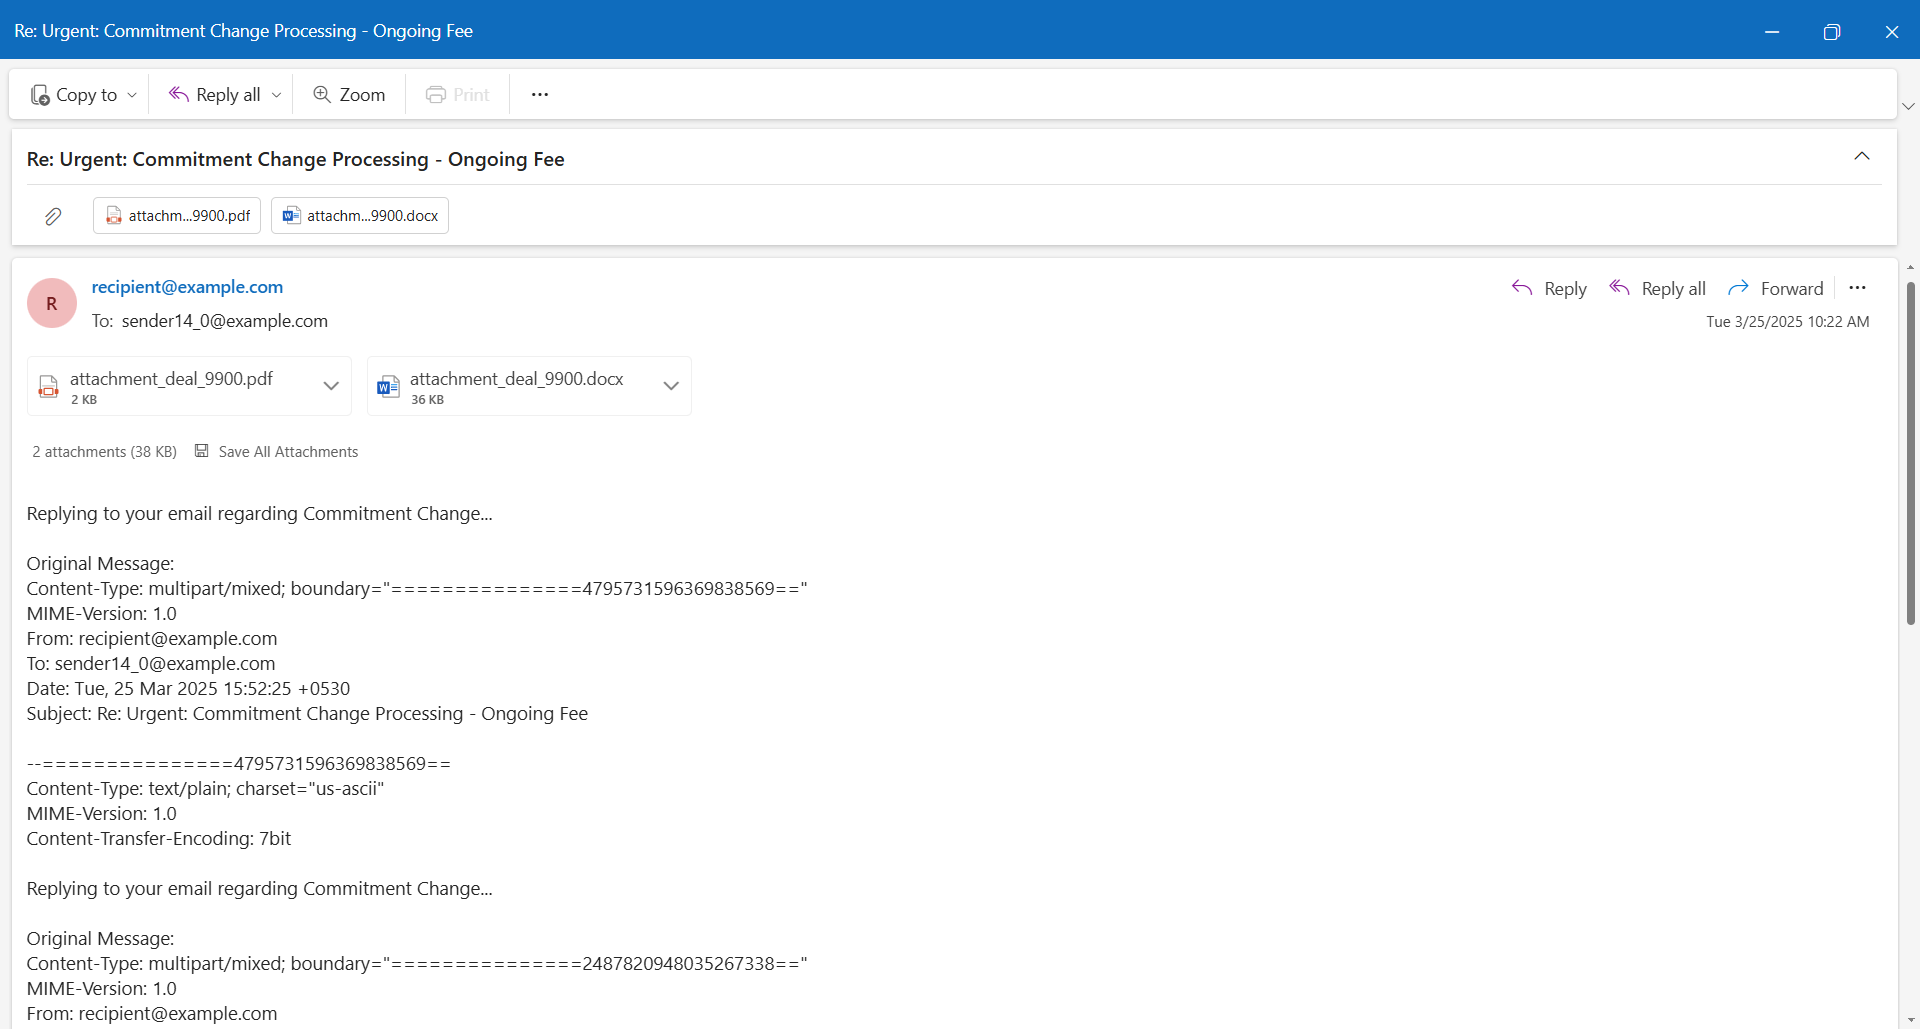 Re: Urgent: Commitment Change Processing - Ongoing Fee
Copy to
Reply all
Zoom
Print
Re: Urgent: Commitment Change Processing - Ongoing Fee
attachm...9900.pdf
attachm...9900.docx
R
recipient@example.com
Reply
Reply all
Forward
To: sender14_0@example.com
Tue 3/25/2025 10:22 AM
attachment_deal_9900.pdf
2 KB
attachment_deal_9900.docx
36 KB
2 attachments (38 KB)
Save All Attachments
Replying to your email regarding Commitment Change...
Original Message:
Content-Type: multipart/mixed; boundary="===============4795731596369838569=="
MIME-Version: 1.0
From: recipient@example.com
To: sender14_0@example.com
Date: Tue, 25 Mar 2025 15:52:25 +0530
Subject: Re: Urgent: Commitment Change Processing - Ongoing Fee
--===============4795731596369838569==
Content-Type: text/plain; charset="us-ascii"
MIME-Version: 1.0
Content-Transfer-Encoding: 7bit
Replying to your email regarding Commitment Change...
Original Message:
Content-Type: multipart/mixed; boundary="===============2487820948035267338=="
MIME-Version: 1.0
From: recipient@example.com